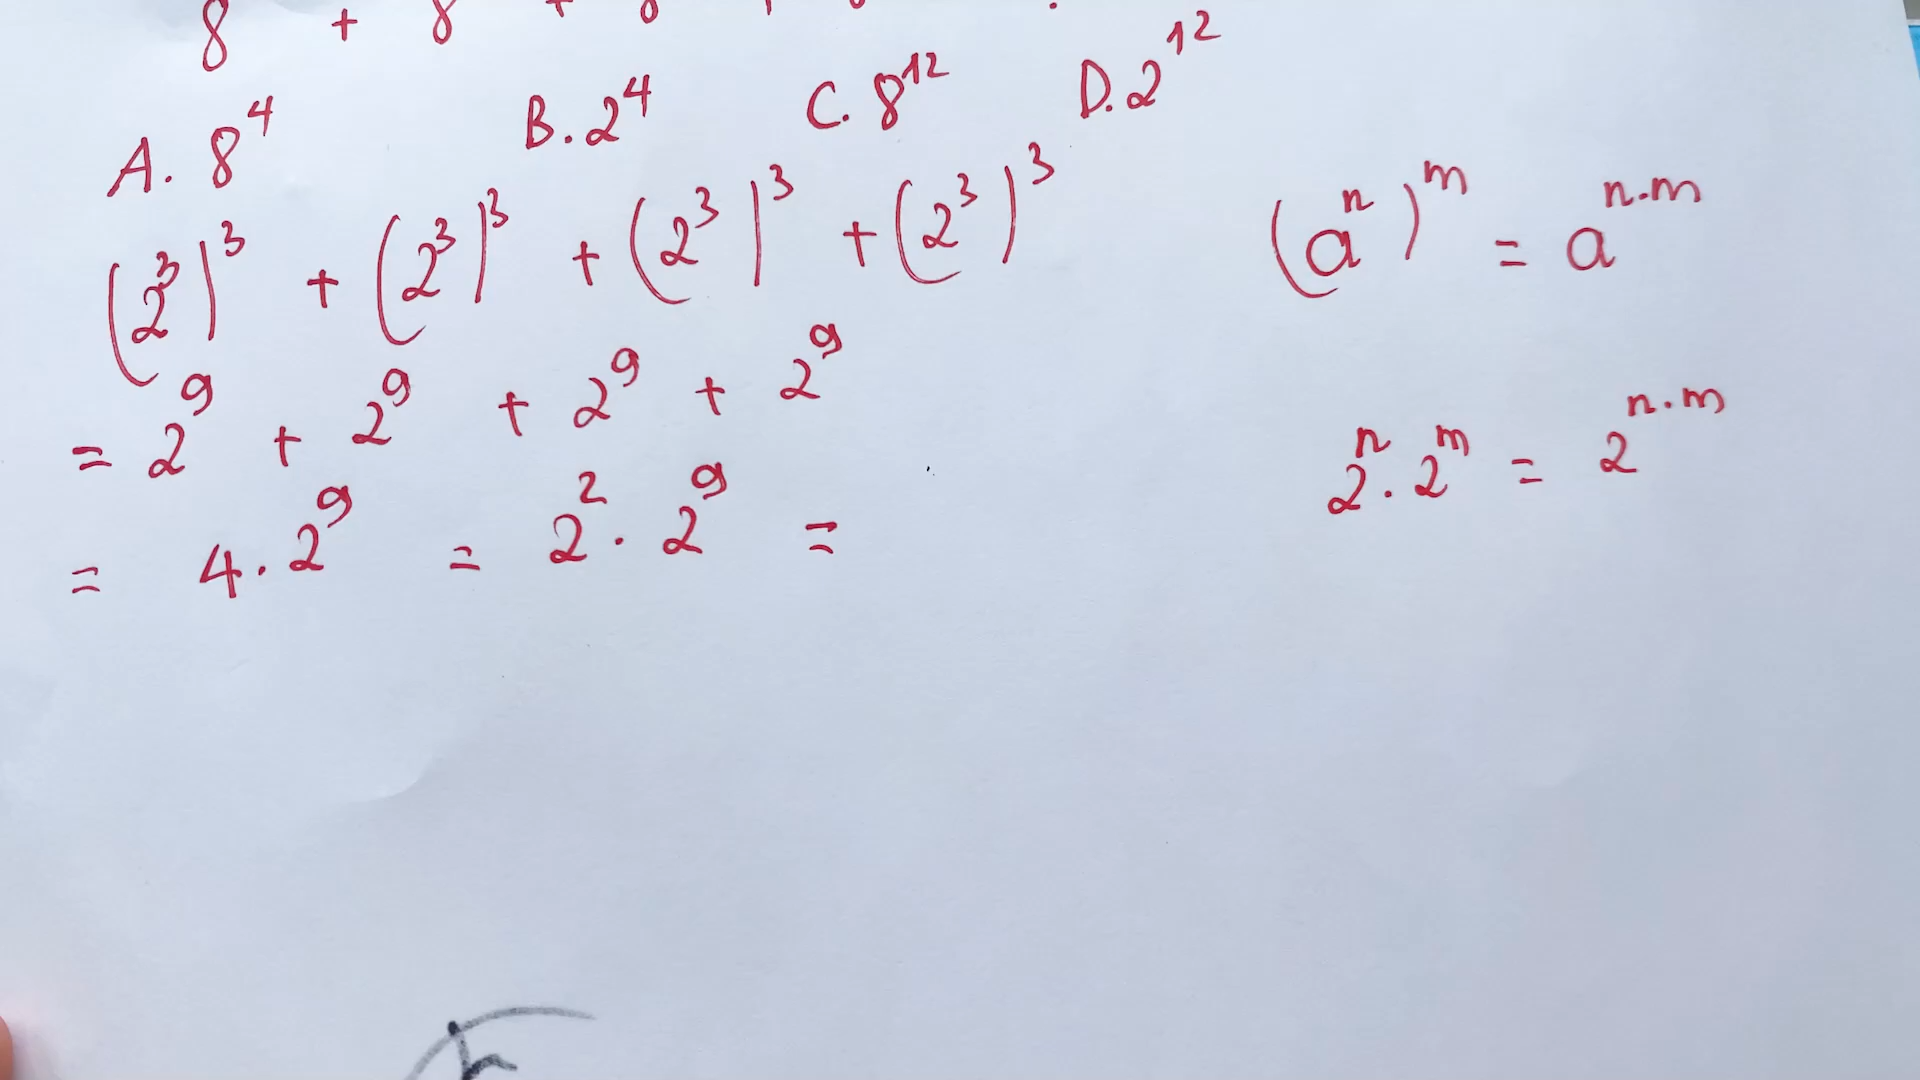 8 + 8 + 8
A. 8^4 B. 2^4 C. 8^12 D. 2^12
(2^3)^3 + (2^3)^3 + (2^3)^3 + (2^3)^3
(a^n)^m = a^n.m
= 2^9 + 2^9 + 2^9 + 2^9
2^n . 2^m = 2^n.m
= 4 . 2^9 = 2^2 . 2^9 =